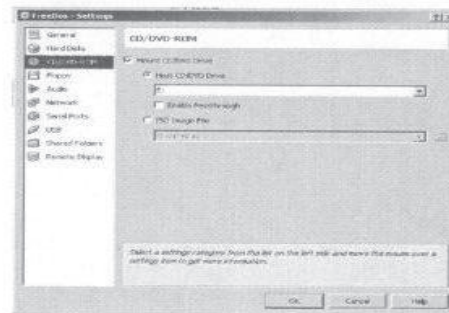 FreeDos - Settings
General
Hard Disks
CD/DVD-ROM
Floppy
Audio
Network
Serial Ports
USB
Shared Folders
Remote Display
CD/DVD-ROM
Mount CD/DVD Drive
Host CD/DVD Drive
Enable Passthrough
ISO Image File
Select a settings category from the list on the left side and move the mouse over a
settings item to get more information.
OK
Cancel
Help